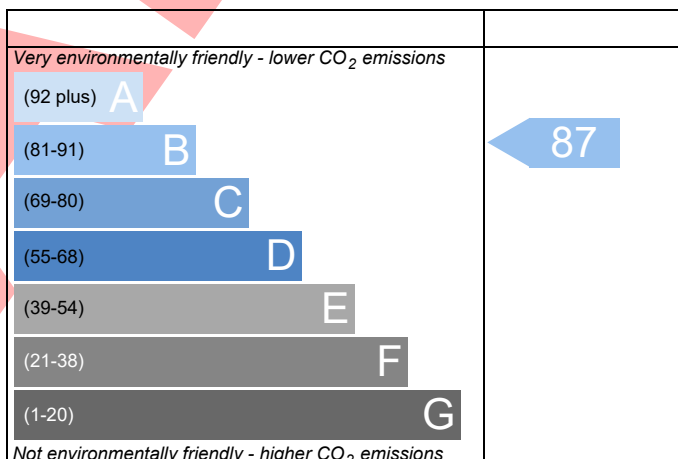 Very environmentally friendly - lower CO2 emissions
(92 plus) A
(81-91) B
87
(69-80) C
(55-68) D
(39-54) E
(21-38) F
(1-20) G
Not environmentally friendly - higher CO2 emissions